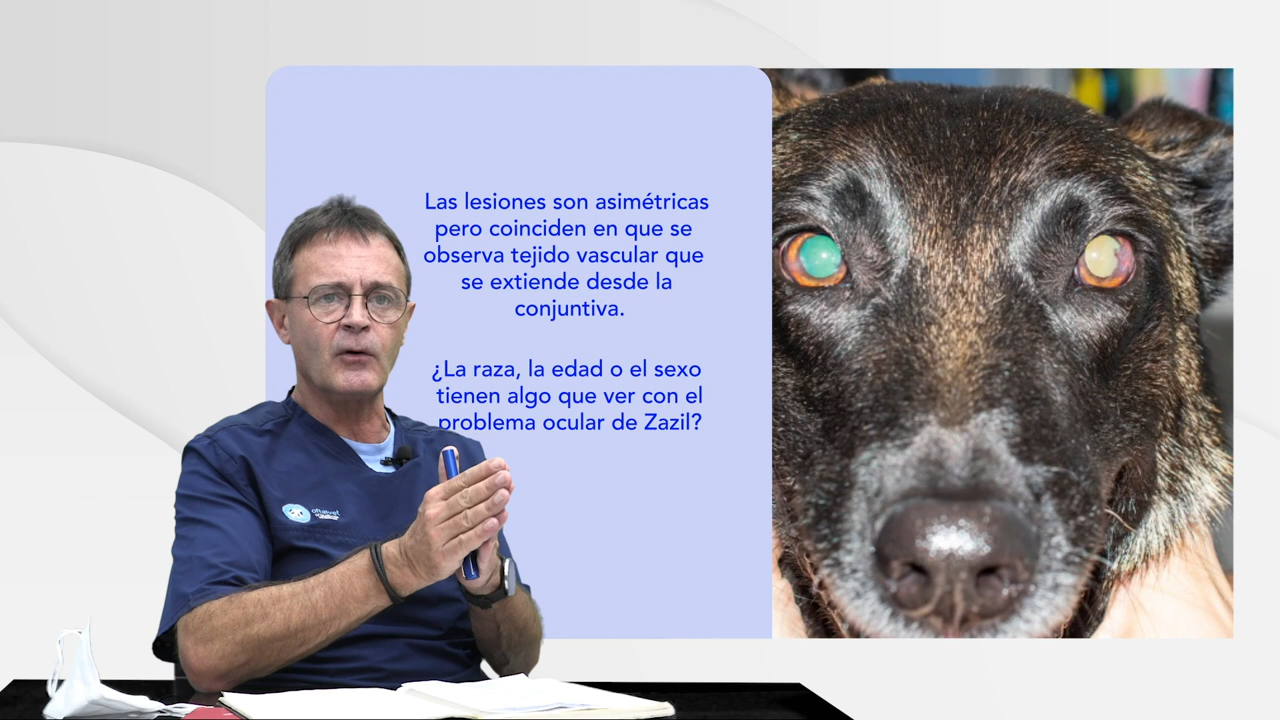 Las lesiones son asimétricas
pero coinciden en que se
observa tejido vascular que
se extiende desde la
conjuntiva.
¿La raza, la edad o el sexo
tienen algo que ver con el
problema ocular de Zazil?
oftalvet